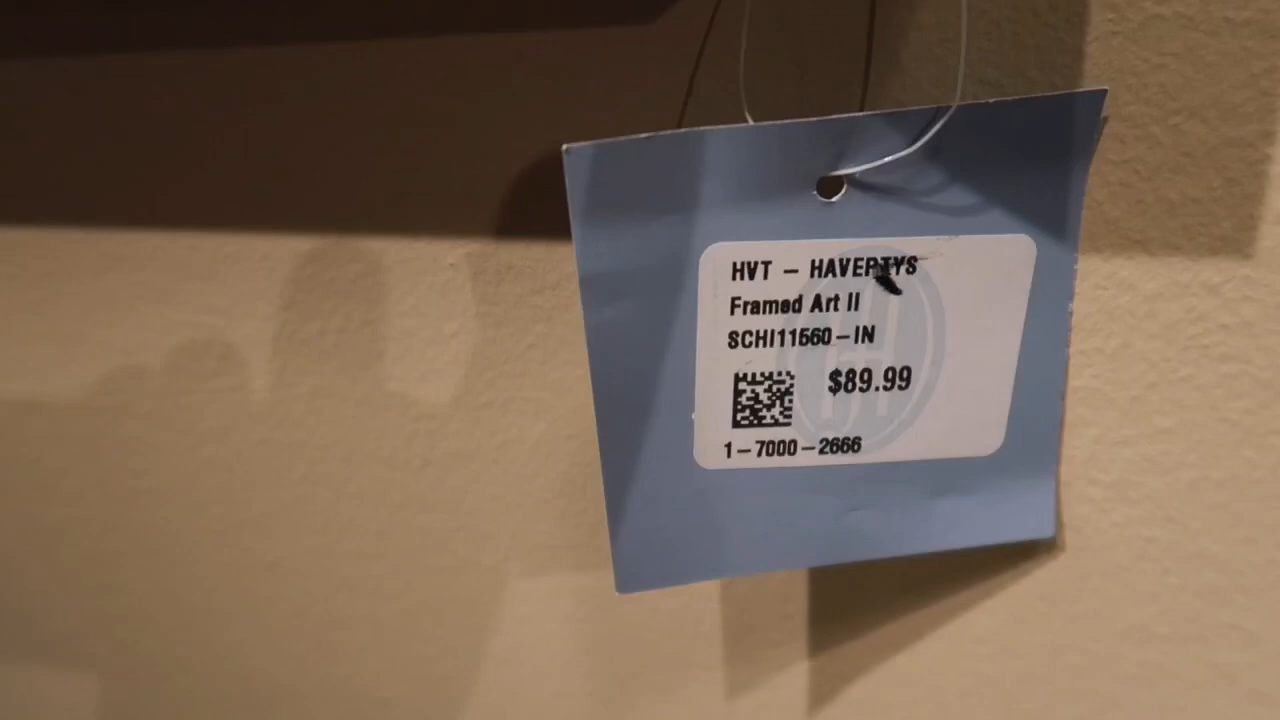 HVT – HAVERTYS
Framed Art II
SCHI11560–IN
$89.99
1–7000–2666